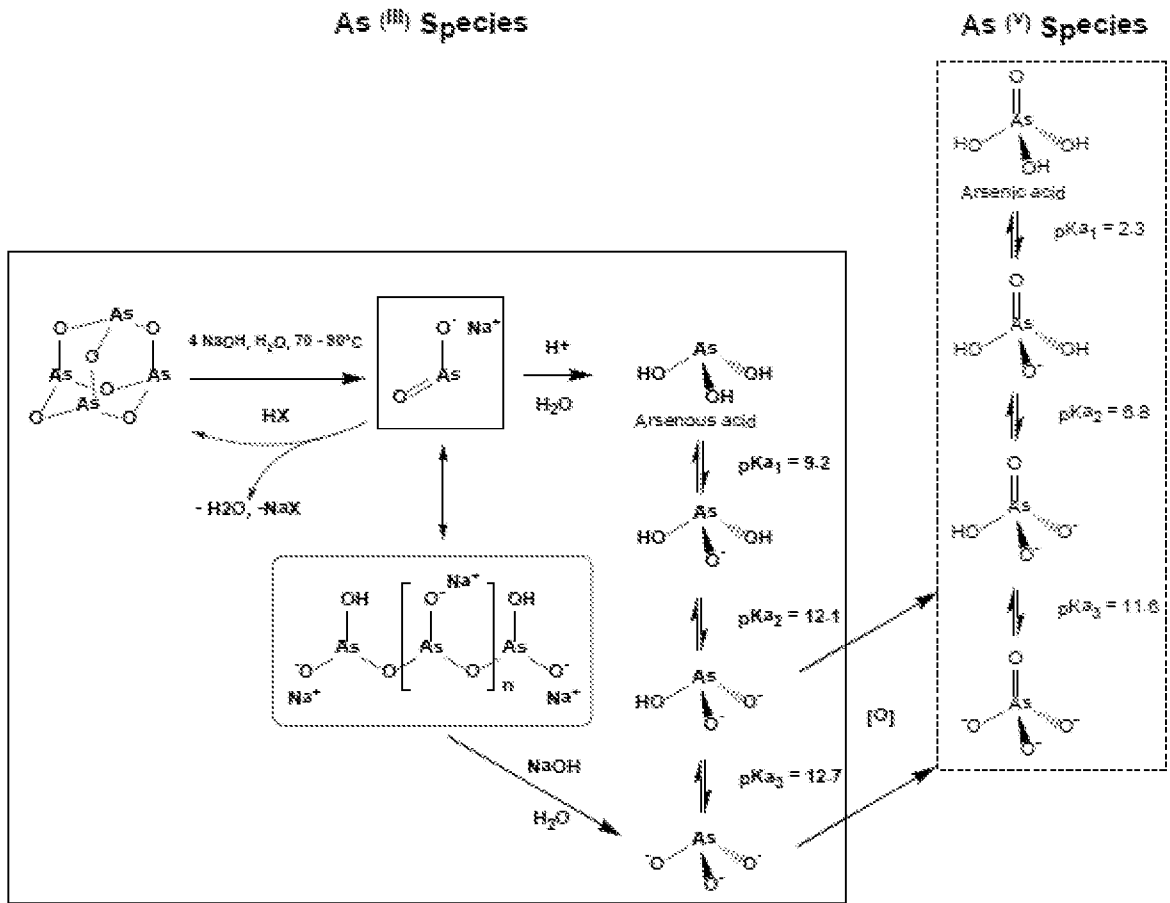 As (III) Species
As (V) Species
O
As
HO
OH
OH
Arsenic acid
pKa1 = 2.3
O
As
HO
OH
O-
pKa2 = 6.8
O
As
HO
O-
O-
pKa3 = 11.6
O
As
-O
O-
O-
As
O
O
O
As
As
O
As
O
O
4 NaOH, H2O, 70 - 90°C
HX
- H2O, -NaX
O- Na+
As
O
H+
H2O
As
HO
OH
OH
Arsenous acid
pKa1 = 9.2
As
HO
OH
O-
pKa2 = 12.1
As
HO
O-
O-
pKa3 = 12.7
As
-O
O-
O-
Na+
OH
O-
OH
As
As
As
-O
O
O
O-
Na+
n
Na+
NaOH
H2O
[O]